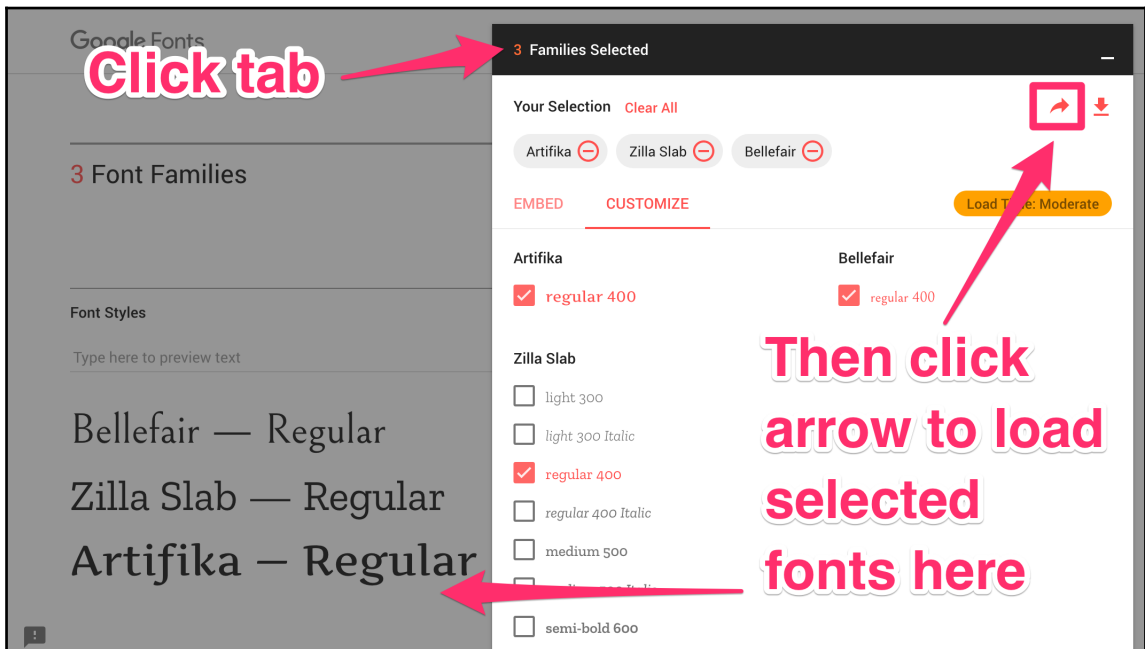 Google Fonts
Click tab
3 Font Families
Font Styles
Type here to preview text
Bellefair — Regular
Zilla Slab — Regular
Artifika — Regular
3 Families Selected
Your Selection Clear All
Artifika Zilla Slab Bellefair
EMBED CUSTOMIZE Load Moderate
Artifika
regular 400
Bellefair
regular 400
Zilla Slab
light 300
light 300 Italic
regular 400
regular 400 Italic
medium 500
semi-bold 600
Then click
arrow to load
selected
fonts here